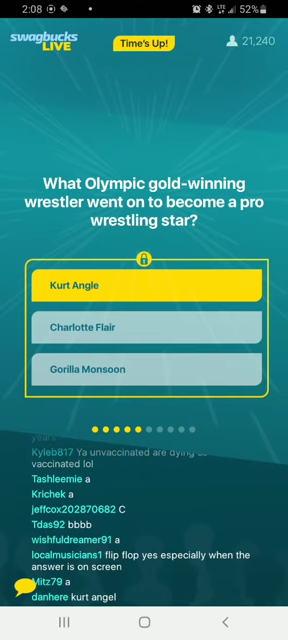 2:08
LTE
52%
swagbucks
LIVE
Time's Up!
21,240
What Olympic gold-winning
wrestler went on to become a pro
wrestling star?
Kurt Angle
Charlotte Flair
Gorilla Monsoon
years
Kyleb817 Ya unvaccinated are dying
vaccinated lol
Tashleemie a
Krichek a
jeffcox202870682 C
Tdas92 bbbb
wishfuldreamer91 a
localmusicians1 flip flop yes especially when the
answer is on screen
Mitz79 a
danhere kurt angel